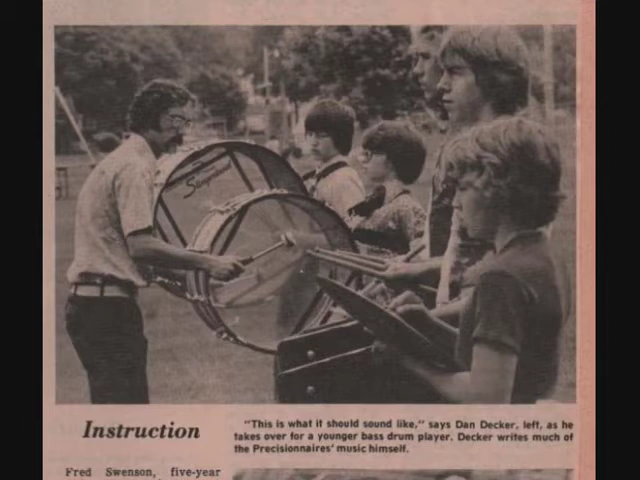 Slingerland
Instruction
"This is what it should sound like," says Dan Decker, left, as he
takes over for a younger bass drum player. Decker writes much of
the Precisionnaires' music himself.
Fred Swenson, five-year